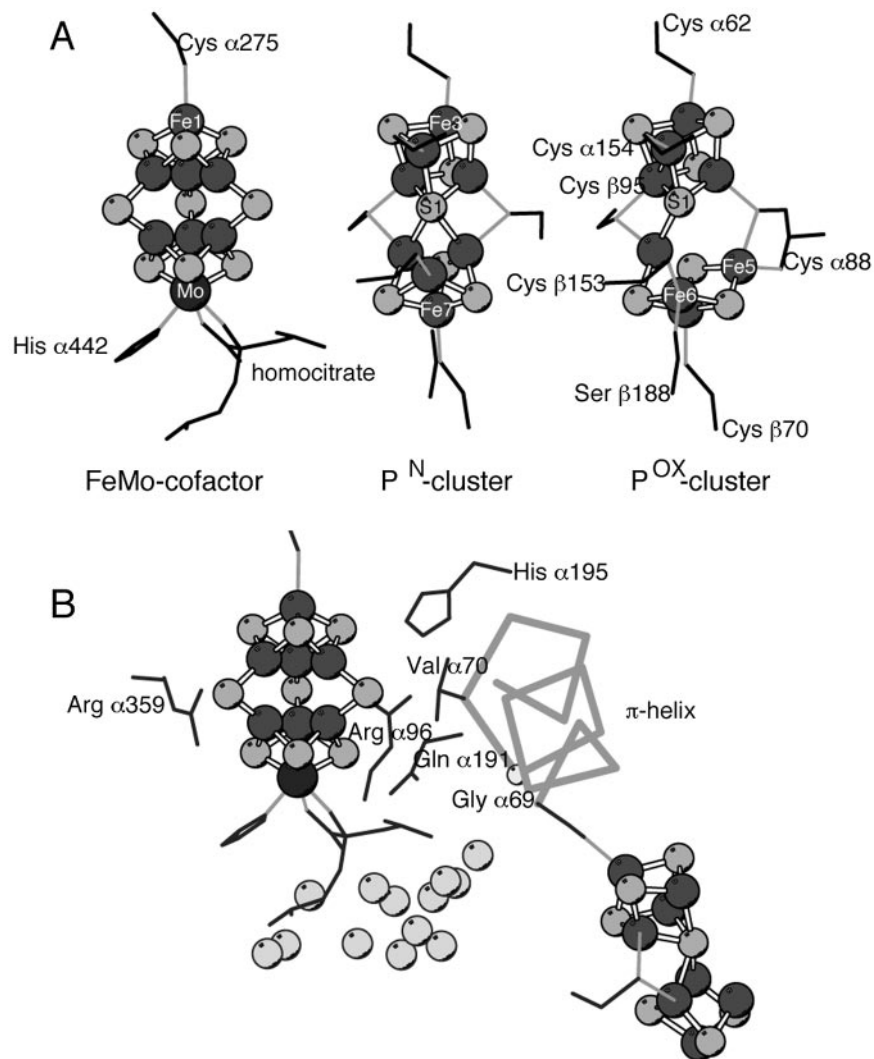 A
Cys α275
Cys α62
Fe1
Fe3
Cys α154
Cys β95
S1
S1
Mo
Cys β153
Fe5
Cys α88
Fe7
Fe6
His α442
homocitrate
Ser β188
Cys β70
FeMo-cofactor
P N-cluster
P OX-cluster
B
His α195
Val α70
Arg α359
π-helix
Arg α96
Gln α191
Gly α69